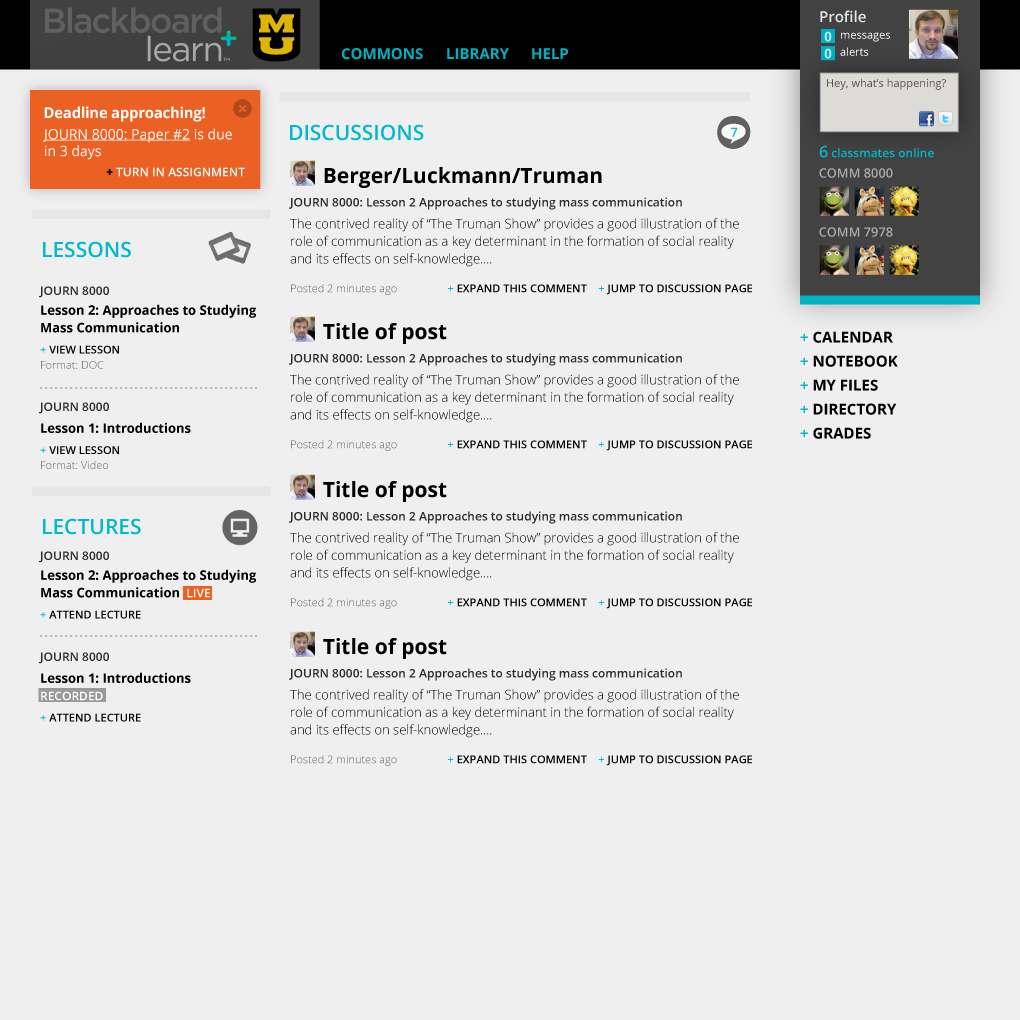 Blackboard
learn+™
MU
COMMONS LIBRARY HELP
Profile
0 messages
0 alerts
Hey, what's happening?
f t
6 classmates online
COMM 8000
COMM 7978
+ CALENDAR
+ NOTEBOOK
+ MY FILES
+ DIRECTORY
+ GRADES
Deadline approaching!
JOURN 8000: Paper #2 is due
in 3 days
+ TURN IN ASSIGNMENT
LESSONS
JOURN 8000
Lesson 2: Approaches to Studying
Mass Communication
+ VIEW LESSON
Format: DOC
JOURN 8000
Lesson 1: Introductions
+ VIEW LESSON
Format: Video
LECTURES
JOURN 8000
Lesson 2: Approaches to Studying
Mass Communication LIVE
+ ATTEND LECTURE
JOURN 8000
Lesson 1: Introductions
RECORDED
+ ATTEND LECTURE
DISCUSSIONS 7
Berger/Luckmann/Truman
JOURN 8000: Lesson 2 Approaches to studying mass communication
The contrived reality of “The Truman Show” provides a good illustration of the
role of communication as a key determinant in the formation of social reality
and its effects on self-knowledge....
Posted 2 minutes ago + EXPAND THIS COMMENT + JUMP TO DISCUSSION PAGE
Title of post
JOURN 8000: Lesson 2 Approaches to studying mass communication
The contrived reality of “The Truman Show” provides a good illustration of the
role of communication as a key determinant in the formation of social reality
and its effects on self-knowledge....
Posted 2 minutes ago + EXPAND THIS COMMENT + JUMP TO DISCUSSION PAGE
Title of post
JOURN 8000: Lesson 2 Approaches to studying mass communication
The contrived reality of “The Truman Show” provides a good illustration of the
role of communication as a key determinant in the formation of social reality
and its effects on self-knowledge....
Posted 2 minutes ago + EXPAND THIS COMMENT + JUMP TO DISCUSSION PAGE
Title of post
JOURN 8000: Lesson 2 Approaches to studying mass communication
The contrived reality of “The Truman Show” provides a good illustration of the
role of communication as a key determinant in the formation of social reality
and its effects on self-knowledge....
Posted 2 minutes ago + EXPAND THIS COMMENT + JUMP TO DISCUSSION PAGE